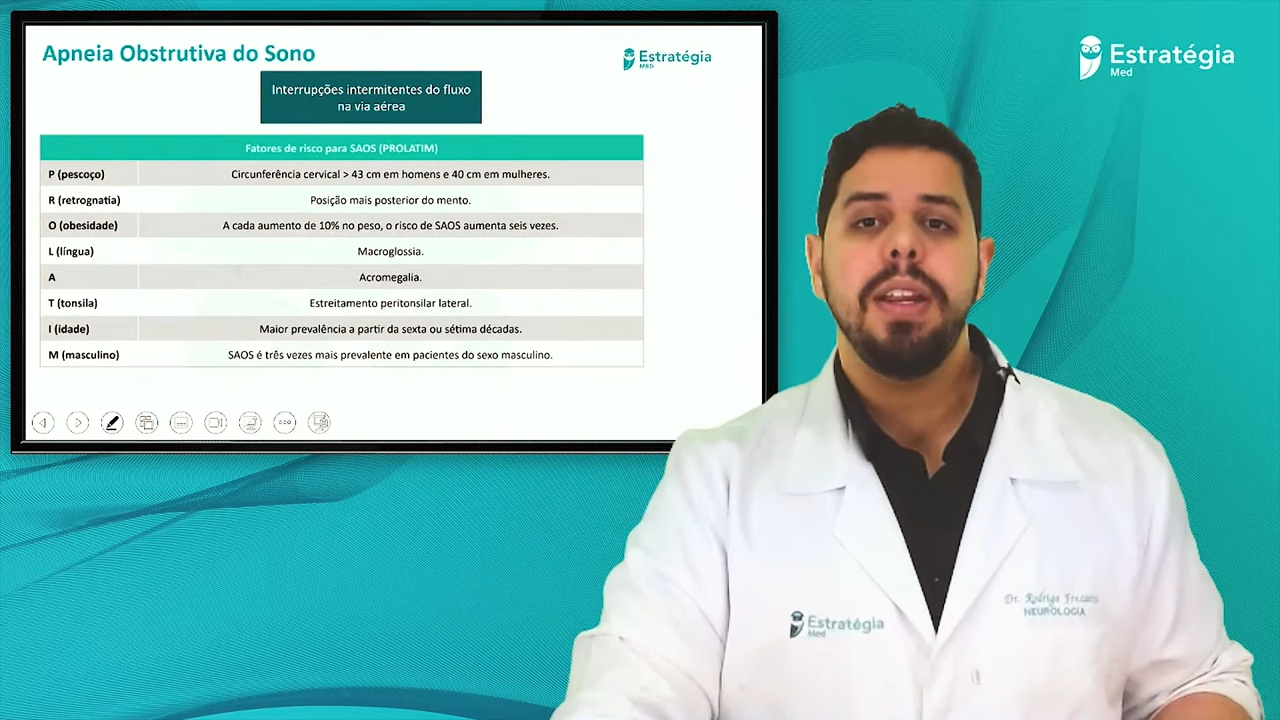 Apneia Obstrutiva do Sono
Estratégia
MED
Interrupções intermitentes do fluxo
na via aérea
Fatores de risco para SAOS (PROLATIM)
P (pescoço) Circunferência cervical > 43 cm em homens e 40 cm em mulheres.
R (retrognatia) Posição mais posterior do mento.
O (obesidade) A cada aumento de 10% no peso, o risco de SAOS aumenta seis vezes.
L (língua) Macroglossia.
A Acromegalia.
T (tonsila) Estreitamento peritonsilar lateral.
I (idade) Maior prevalência a partir da sexta ou sétima décadas.
M (masculino) SAOS é três vezes mais prevalente em pacientes do sexo masculino.
Estratégia
Med
Estratégia
Med
Dr. Rodrigo
NEUROLOGIA